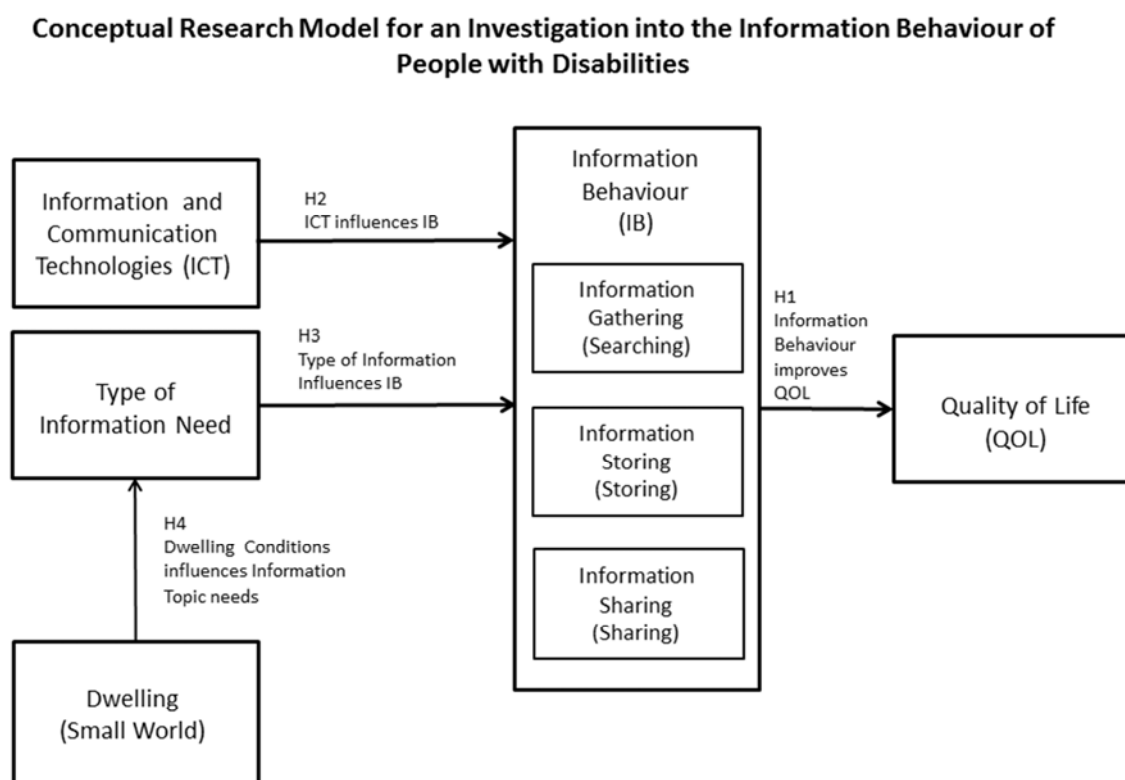 Conceptual Research Model for an Investigation into the Information Behaviour of
People with Disabilities
Information and
Communication
Technologies (ICT)
H2
ICT influences IB
Type of
Information Need
H3
Type of Information
Influences IB
H4
Dwelling Conditions
influences Information
Topic needs
Dwelling
(Small World)
Information
Behaviour
(IB)
Information
Gathering
(Searching)
Information
Storing
(Storing)
Information
Sharing
(Sharing)
H1
Information
Behaviour
improves
QOL
Quality of Life
(QOL)